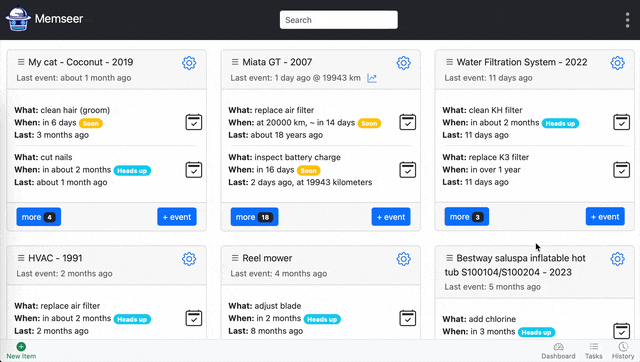 Memseer
Search
My cat - Coconut - 2019
Last event: about 1 month ago
What: clean hair (groom)
When: in 6 days Soon
Last: 3 months ago
What: cut nails
When: in about 2 months Heads up
Last: about 1 month ago
more 4
+ event
Miata GT - 2007
Last event: 1 day ago @ 19943 km
What: replace air filter
When: at 20000 km, ~ in 14 days Soon
Last: about 18 years ago
What: inspect battery charge
When: in 16 days Soon
Last: 2 days ago, at 19943 kilometers
more 18
+ event
Water Filtration System - 2022
Last event: 11 days ago
What: clean KH filter
When: in about 2 months Heads up
Last: 11 days ago
What: replace K3 filter
When: in over 1 year
Last: 11 days ago
more 3
+ event
HVAC - 1991
Last event: 2 months ago
What: replace air filter
When: in about 2 months Heads up
Last: 2 months ago
Reel mower
Last event: 4 months ago
What: adjust blade
When: in 2 months Heads up
Last: 8 months ago
Bestway saluspa inflatable hot
tub S100104/S100204 - 2023
Last event: 5 months ago
What: add chlorine
When: in 3 months Heads up
New Item
Dashboard
Tasks
History